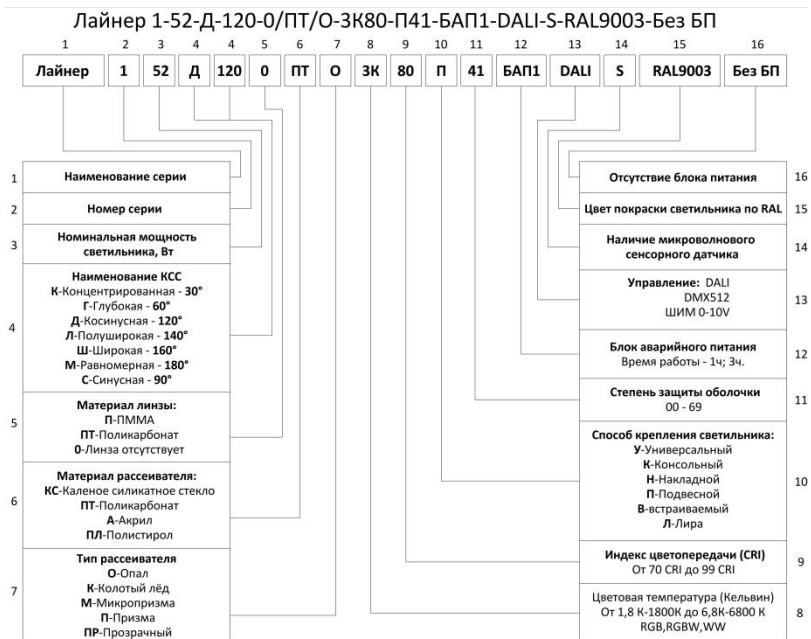 Лайнер 1-52-Д-120-0/ПТ/О-3К80-П41-БАП1-DALI-S-RAL9003-Без БП
1 2 3 4 4 5 6 7 8 9 10 11 12 13 14 15 16
Лайнер 1 52 Д 120 0 ПТ О 3К 80 П 41 БАП1 DALI S RAL9003 Без БП
1 Наименование серии
2 Номер серии
3 Номинальная мощность
светильника, Вт
4 Наименование КСС
К-Концентрированная - 30°
Г-Глубокая - 60°
Д-Косинусная - 120°
Л-Полуширокая - 140°
Ш-Широкая - 160°
М-Равномерная - 180°
С-Синусная - 90°
5 Материал линзы:
П-ПММА
ПТ-Поликарбонат
0-Линза отсутствует
6 Материал рассеивателя:
КС-Каленое силикатное стекло
ПТ-Поликарбонат
А-Акрил
ПЛ-Полистирол
7 Тип рассеивателя
О-Опал
К-Колотый лёд
М-Микропризма
П-Призма
ПР-Прозрачный
Отсутствие блока питания 16
Цвет покраски светильника по RAL 15
Наличие микроволнового
сенсорного датчика 14
Управление: DALI
DMX512
ШИМ 0-10V 13
Блок аварийного питания
Время работы - 1ч; 3ч. 12
Степень защиты оболочки
00 - 69 11
Способ крепления светильника:
У-Универсальный
К-Консольный
Н-Накладной
П-Подвесной
В-встраиваемый
Л-Лира 10
Индекс цветопередачи (CRI)
От 70 CRI до 99 CRI 9
Цветовая температура (Кельвин)
От 1,8 К-1800К до 6,8К-6800 К
RGB,RGBW,WW 8